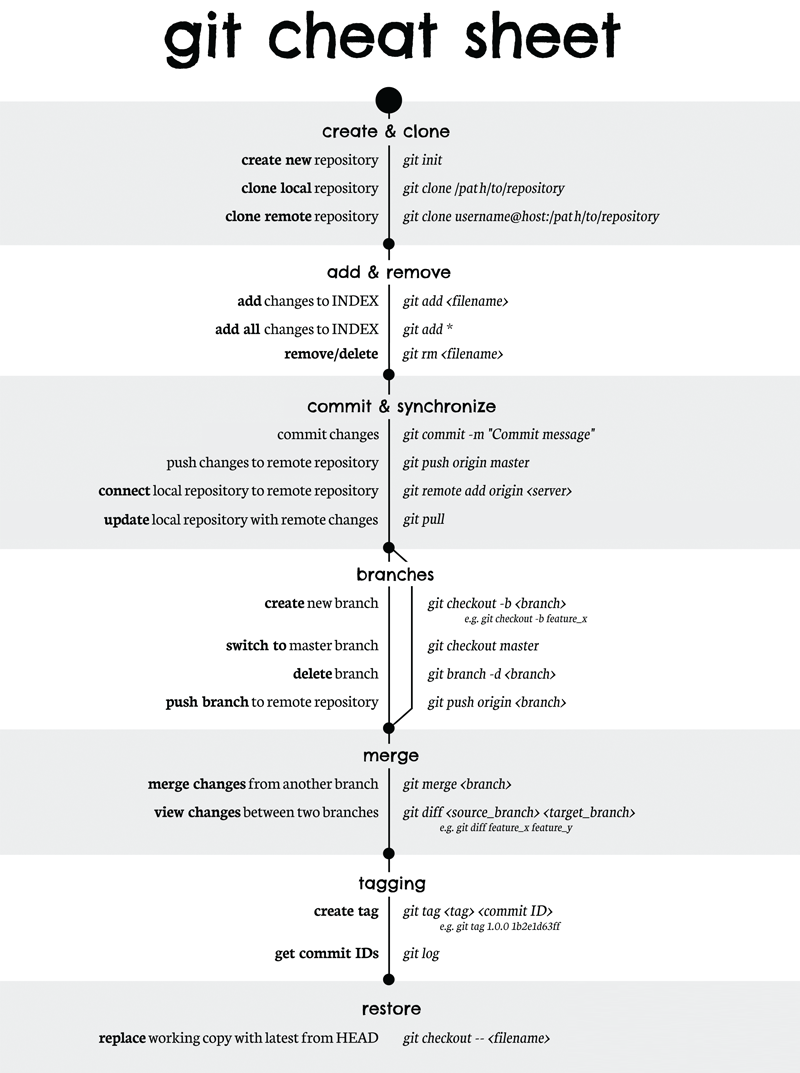 git cheat sheet
create & clone
create new repository git init
clone local repository git clone /path/to/repository
clone remote repository git clone username@host:/path/to/repository
add & remove
add changes to INDEX git add <filename>
add all changes to INDEX git add *
remove/delete git rm <filename>
commit & synchronize
commit changes git commit -m "Commit message"
push changes to remote repository git push origin master
connect local repository to remote repository git remote add origin <server>
update local repository with remote changes git pull
branches
create new branch git checkout -b <branch>
e.g. git checkout -b feature_x
switch to master branch git checkout master
delete branch git branch -d <branch>
push branch to remote repository git push origin <branch>
merge
merge changes from another branch git merge <branch>
view changes between two branches git diff <source_branch> <target_branch>
e.g. git diff feature_x feature_y
tagging
create tag git tag <tag> <commit ID>
e.g. git tag 1.0.0 1b2e1d63ff
get commit IDs git log
restore
replace working copy with latest from HEAD git checkout -- <filename>